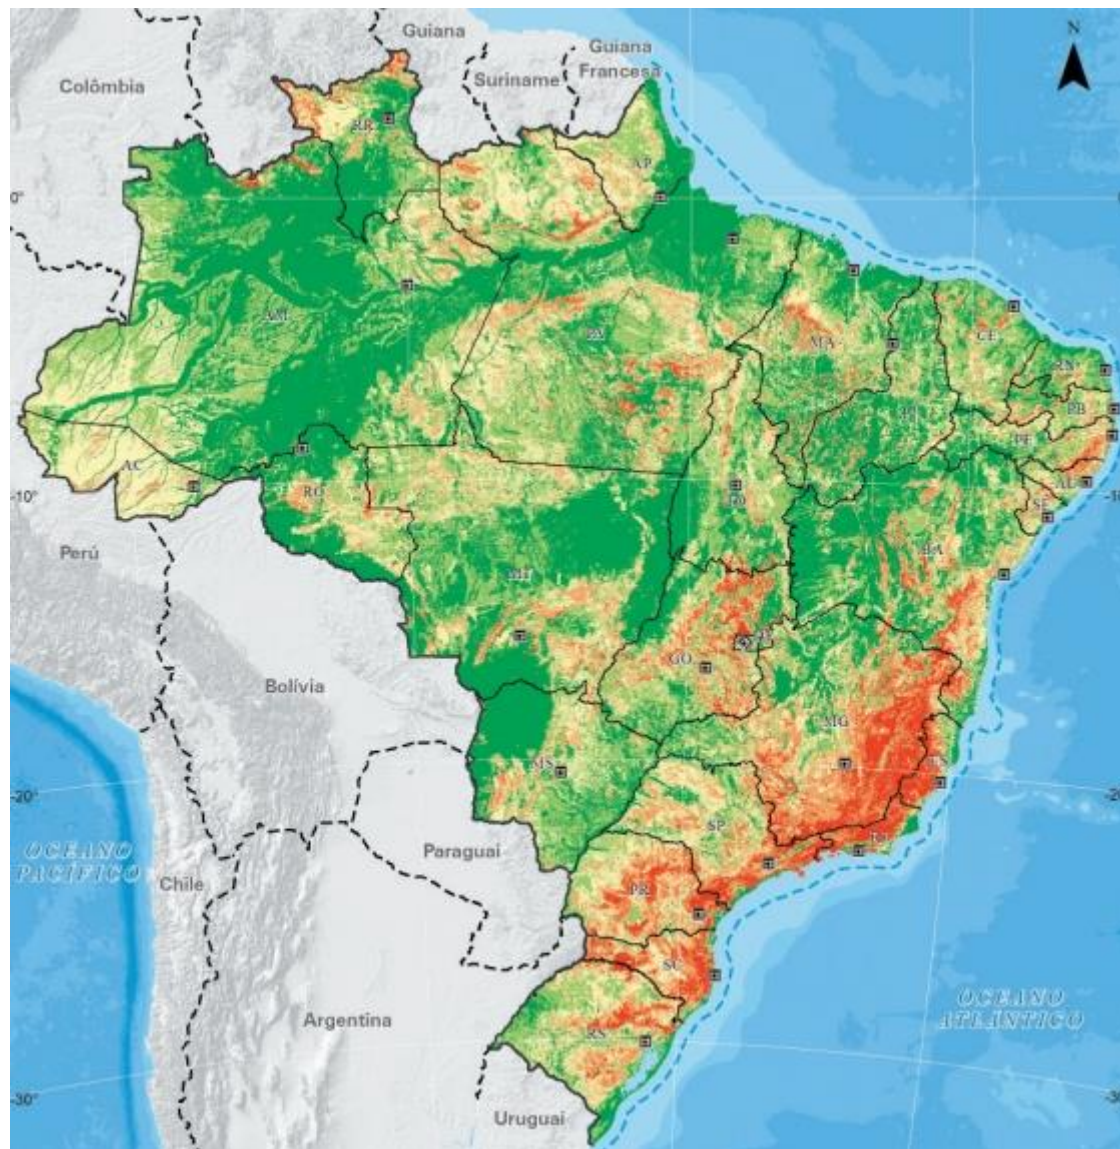 N
Guiana
Guiana
Francesa
Suriname
Colômbia
RR
AP
0°
AM
PA
MA
CE
RN
PB
PE
AC
RO
TO
AL
SE
-10°
BA
Perú
MT
GO
DF
Bolívia
MG
MS
ES
-20°
SP
RJ
OCEANO
PACÍFICO
Paraguai
Chile
PR
SC
OCEANO
ATLÂNTICO
Argentina
RS
-30°
Uruguai